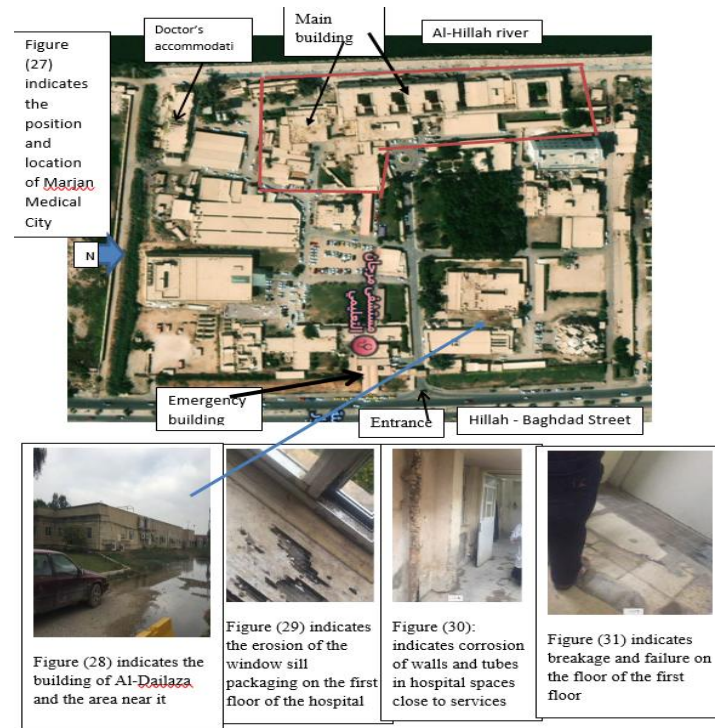 Figure
(27)
indicates
the
position
and
location
of Marjan
Medical
City
Doctor's
accommodati
Main
building
Al-Hillah river
N
مستشفى مرجان
التعليمي
Emergency
building
Entrance
Hillah - Baghdad Street
Figure (28) indicates the
building of Al-Dailaza
and the area near it
Figure (29) indicates
the erosion of the
window sill
packaging on the first
floor of the hospital
Figure (30):
indicates corrosion
of walls and tubes
in hospital spaces
close to services
Figure (31) indicates
breakage and failure on
the floor of the first
floor